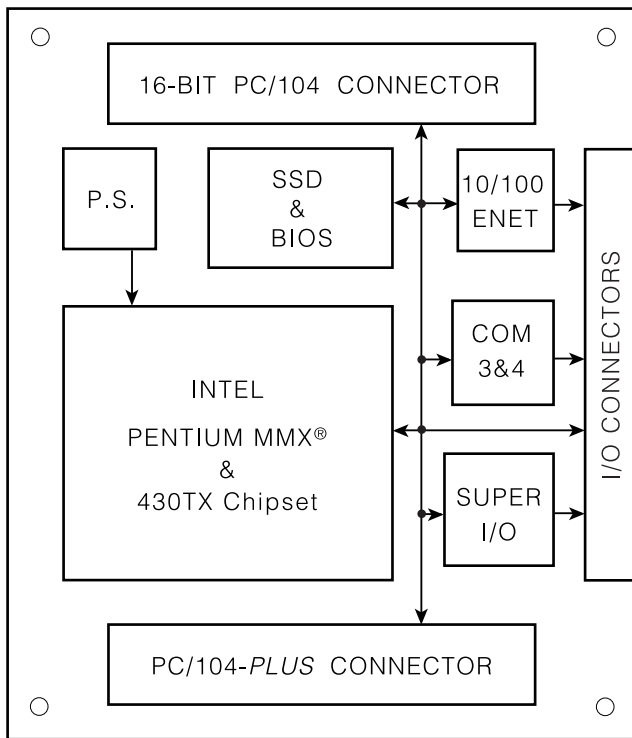 16-BIT PC/104 CONNECTOR
P.S.
SSD
&
BIOS
10/100
ENET
COM
3&4
INTEL
PENTIUM MMX®
&
430TX Chipset
SUPER
I/O
I/O CONNECTORS
PC/104-PLUS CONNECTOR